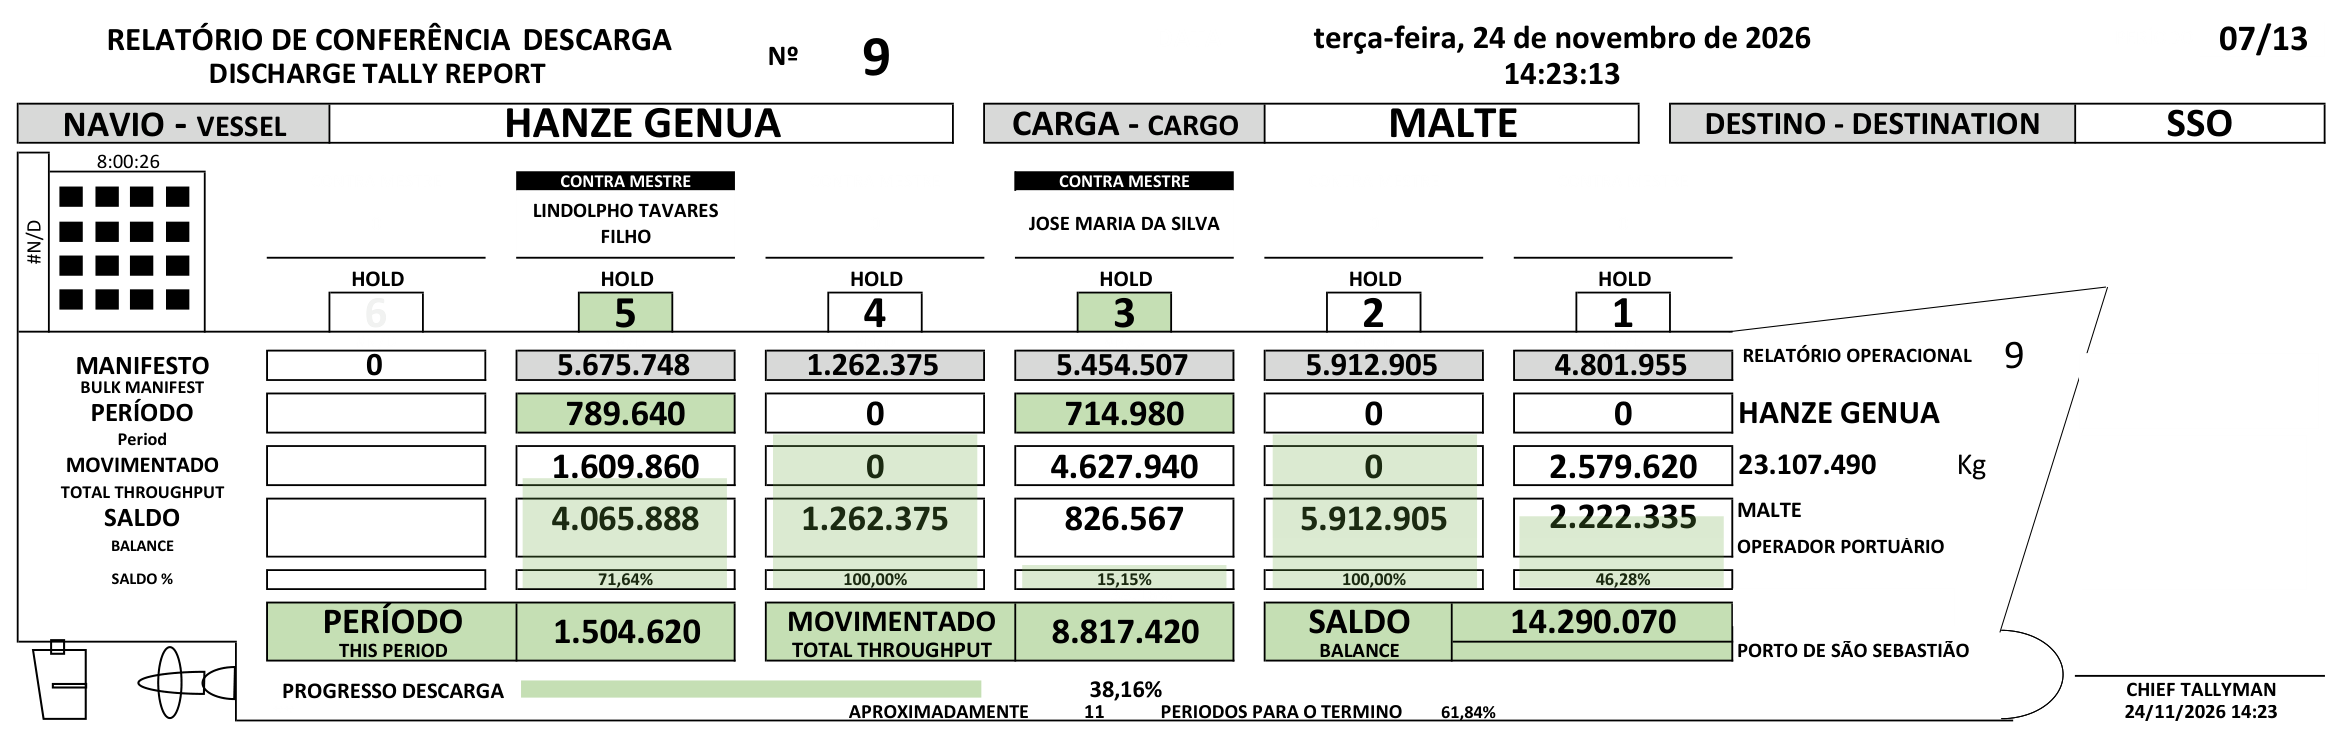 RELATÓRIO DE CONFERÊNCIA DESCARGA
DISCHARGE TALLY REPORT
Nº 9
terça-feira, 24 de novembro de 2026
14:23:13
07/13
NAVIO - VESSEL HANZE GENUA CARGA - CARGO MALTE DESTINO - DESTINATION SSO
8:00:26
#N/D
CONTRA MESTRE CONTRA MESTRE
LINDOLPHO TAVARES FILHO JOSE MARIA DA SILVA
HOLD HOLD HOLD HOLD HOLD HOLD
6 5 4 3 2 1
MANIFESTO 0 5.675.748 1.262.375 5.454.507 5.912.905 4.801.955 RELATÓRIO OPERACIONAL 9
BULK MANIFEST
PERÍODO 789.640 0 714.980 0 0 HANZE GENUA
Period
MOVIMENTADO 1.609.860 0 4.627.940 0 2.579.620 23.107.490 Kg
TOTAL THROUGHPUT
SALDO 4.065.888 1.262.375 826.567 5.912.905 2.222.335 MALTE
BALANCE OPERADOR PORTUÁRIO
SALDO % 71,64% 100,00% 15,15% 100,00% 46,28%
PERÍODO 1.504.620 MOVIMENTADO 8.817.420 SALDO 14.290.070
THIS PERIOD TOTAL THROUGHPUT BALANCE PORTO DE SÃO SEBASTIÃO
PROGRESSO DESCARGA 38,16%
APROXIMADAMENTE 11 PERIODOS PARA O TERMINO 61,84%
CHIEF TALLYMAN
24/11/2026 14:23